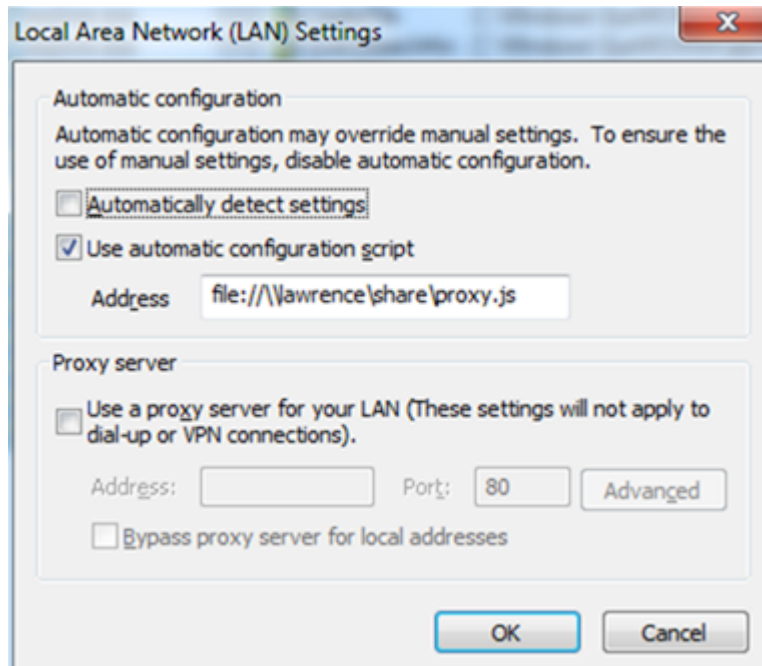 Local Area Network (LAN) Settings
Automatic configuration
Automatic configuration may override manual settings. To ensure the
use of manual settings, disable automatic configuration.
Automatically detect settings
Use automatic configuration script
Address file://\\lawrence\share\proxy.js
Proxy server
Use a proxy server for your LAN (These settings will not apply to
dial-up or VPN connections).
Address: Port: 80 Advanced
Bypass proxy server for local addresses
OK Cancel